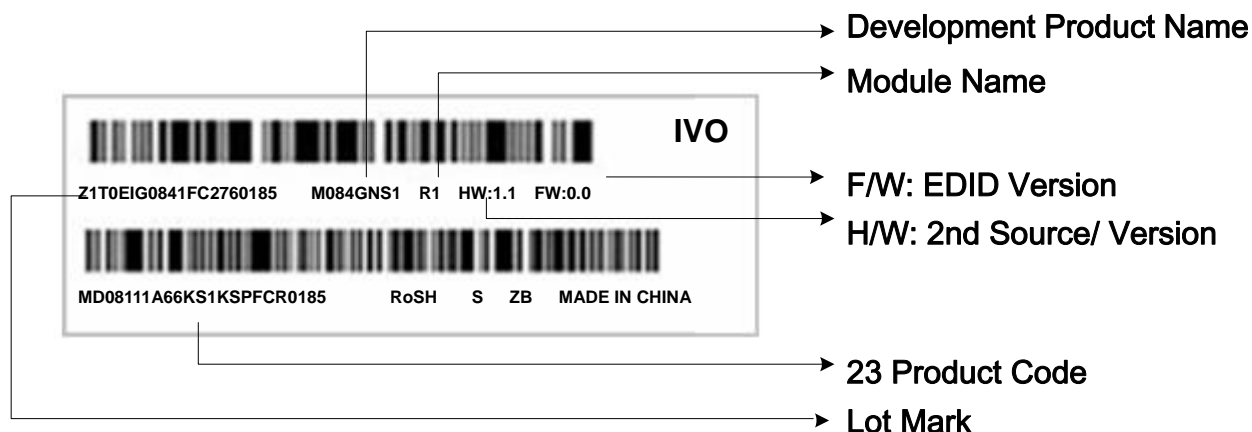 Development Product Name
Module Name
IVO
Z1T0EIG0841FC2760185 M084GNS1 R1 HW:1.1 FW:0.0
F/W: EDID Version
H/W: 2nd Source/ Version
MD08111A66KS1KSPFCR0185 RoSH S ZB MADE IN CHINA
23 Product Code
Lot Mark